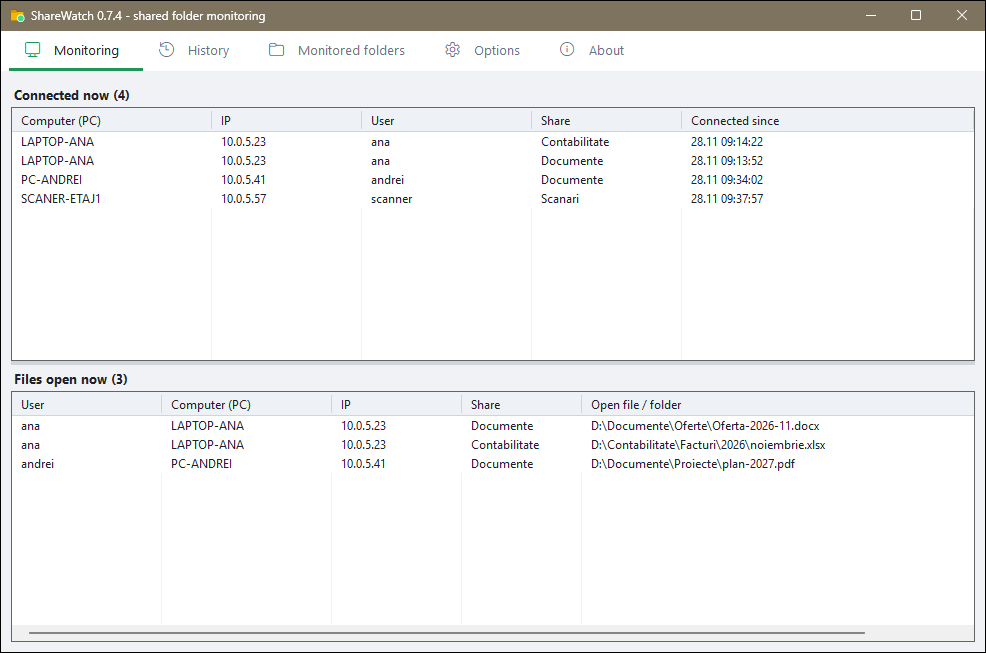 ShareWatch 0.7.4 - shared folder monitoring
Monitoring History Monitored folders Options About
Connected now (4)
Computer (PC) IP User Share Connected since
LAPTOP-ANA 10.0.5.23 ana Contabilitate 28.11 09:14:22
LAPTOP-ANA 10.0.5.23 ana Documente 28.11 09:13:52
PC-ANDREI 10.0.5.41 andrei Documente 28.11 09:34:02
SCANER-ETAJ1 10.0.5.57 scanner Scanari 28.11 09:37:57
Files open now (3)
User Computer (PC) IP Share Open file / folder
ana LAPTOP-ANA 10.0.5.23 Documente D:\Documente\Oferte\Oferta-2026-11.docx
ana LAPTOP-ANA 10.0.5.23 Contabilitate D:\Contabilitate\Facturi\2026\noiembrie.xlsx
andrei PC-ANDREI 10.0.5.41 Documente D:\Documente\Proiecte\plan-2027.pdf